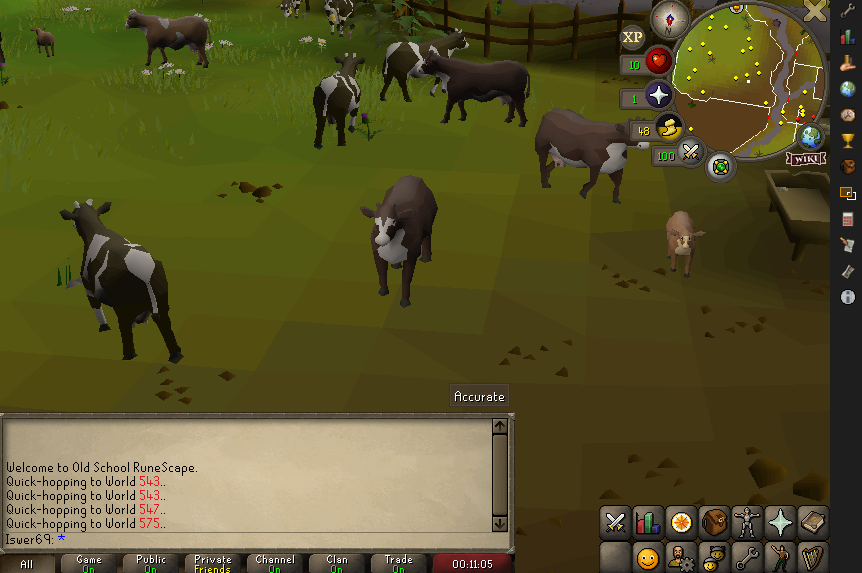 XP
10
1
48
100
WIKI
Accurate
Welcome to Old School RuneScape.
Quick-hopping to World 543..
Quick-hopping to World 543..
Quick-hopping to World 547..
Quick-hopping to World 575..
Iswer69: *
All
Game
On
Public
On
Private
Friends
Channel
On
Clan
On
Trade
On
00:11:05